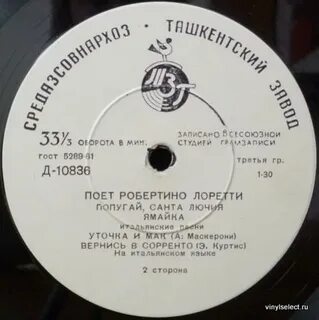 СРЕДАЗСОВНАРХОЗ • ТАШКЕНТСКИЙ ЗАВОД
ТЗГ
33⅓ ОБОРОТА В МИН.
ЗАПИСАНО ВСЕСОЮЗНОЙ
СТУДИЕЙ ГРАМЗАПИСИ
ГОСТ 5289-61
третья гр.
Д-10836
1-30
ПОЕТ РОБЕРТИНО ЛОРЕТТИ
ПОПУГАЙ, САНТА ЛЮЧИЯ
ЯМАЙКА
итальянские песни
УТОЧКА И МАК (А. Маскерони)
ВЕРНИСЬ В СОРРЕНТО (Э. Куртис)
На итальянском языке
2 сторона
vinylselect.ru